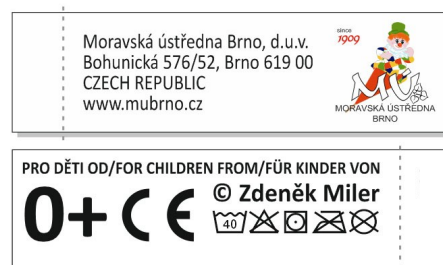 Moravská ústředna Brno, d.u.v.
Bohunická 576/52, Brno 619 00
CZECH REPUBLIC
www.mubrno.cz
since
1909
MU
MORAVSKÁ ÚSTŘEDNA
BRNO
PRO DĚTI OD/FOR CHILDREN FROM/FÜR KINDER VON
0+ CE
© Zdeněk Miler
40